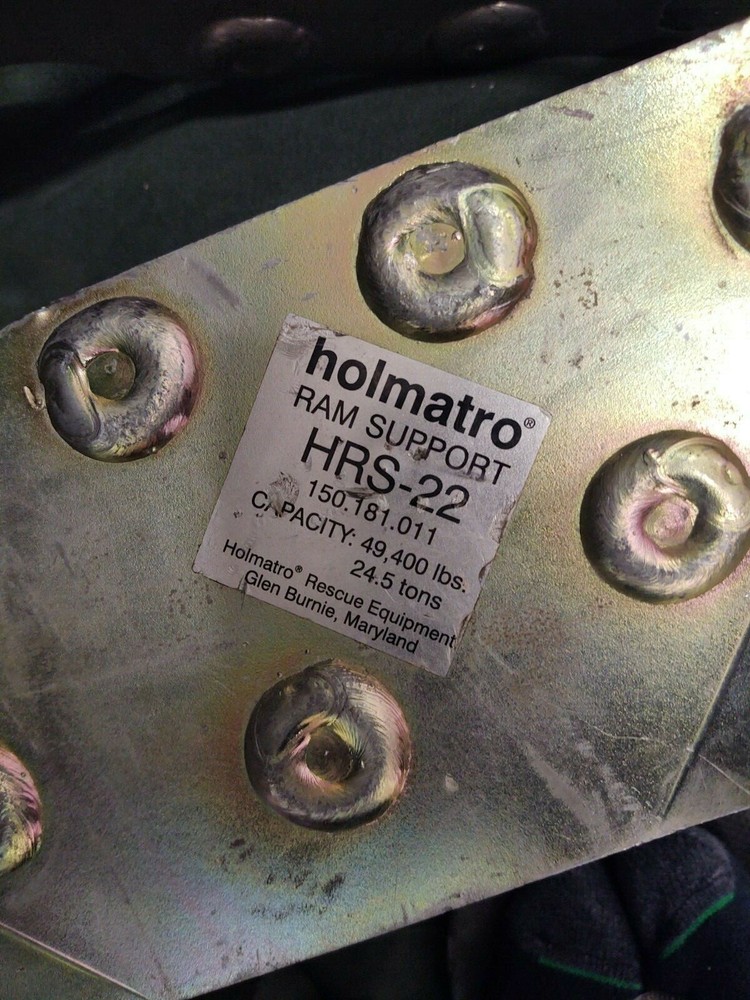 holmatro®
RAM SUPPORT
HRS-22
150.181.011
CAPACITY: 49,400 lbs.
24.5 tons
Holmatro® Rescue Equipment
Glen Burnie, Maryland